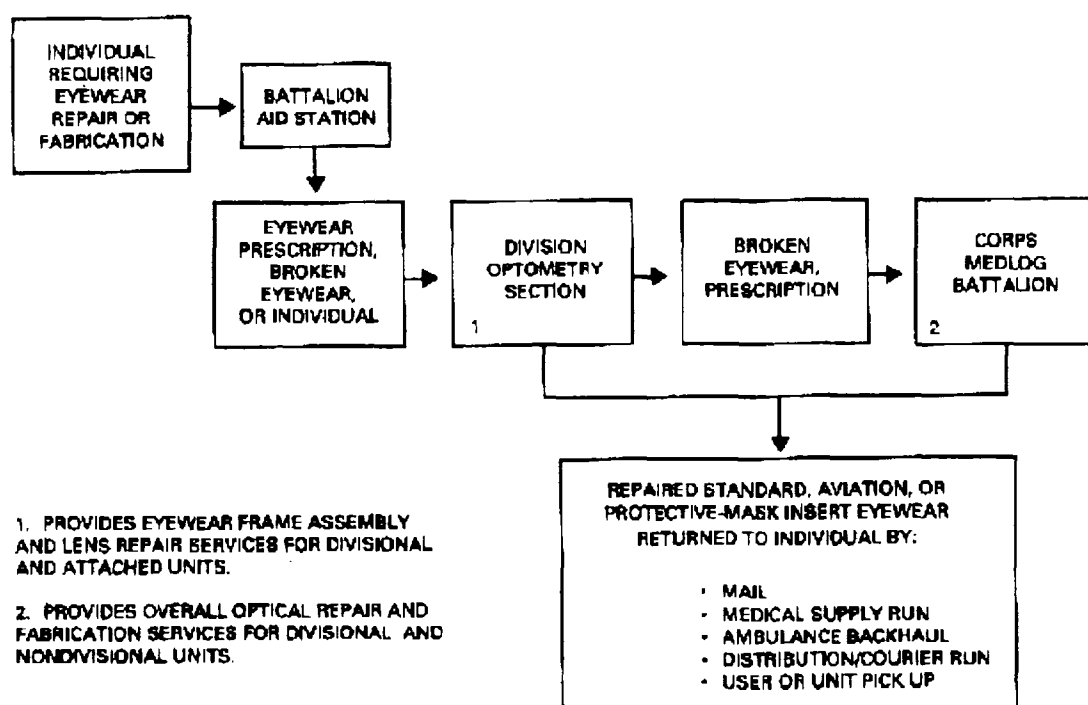 INDIVIDUAL
REQUIRING
EYEWEAR
REPAIR OR
FABRICATION
BATTALION
AID STATION
EYEWEAR
PRESCRIPTION,
BROKEN
EYEWEAR,
OR INDIVIDUAL
DIVISION
OPTOMETRY
SECTION
1
BROKEN
EYEWEAR,
PRESCRIPTION
CORPS
MEDLOG
BATTALION
2
REPAIRED STANDARD, AVIATION, OR
PROTECTIVE-MASK INSERT EYEWEAR
RETURNED TO INDIVIDUAL BY:
· MAIL
· MEDICAL SUPPLY RUN
· AMBULANCE BACKHAUL
· DISTRIBUTION/COURIER RUN
· USER OR UNIT PICK UP
1. PROVIDES EYEWEAR FRAME ASSEMBLY
AND LENS REPAIR SERVICES FOR DIVISIONAL
AND ATTACHED UNITS.
2. PROVIDES OVERALL OPTICAL REPAIR AND
FABRICATION SERVICES FOR DIVISIONAL AND
NONDIVISIONAL UNITS.